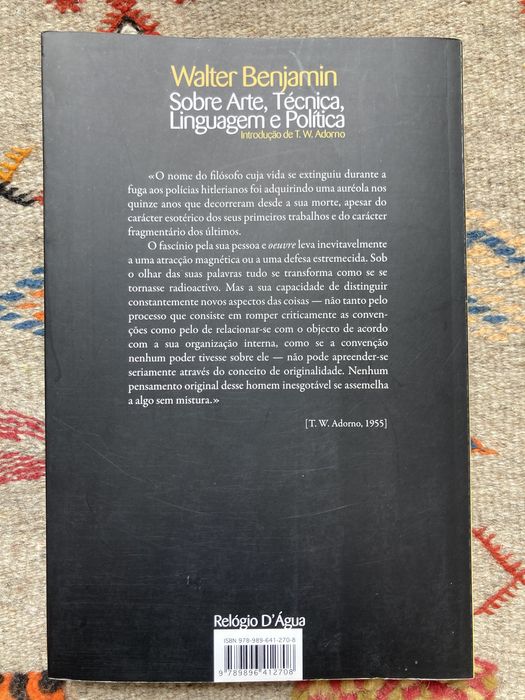 Walter Benjamin
Sobre Arte, Técnica,
Linguagem e Política
Introdução de T. W. Adorno
«O nome do filósofo cuja vida se extinguiu durante a
fuga aos polícias hitlerianos foi adquirindo uma auréola nos
quinze anos que decorreram desde a sua morte, apesar do
carácter esotérico dos seus primeiros trabalhos e do carácter
fragmentário dos últimos.
O fascínio pela sua pessoa e oeuvre leva inevitavelmente
a uma atracção magnética ou a uma defesa estremecida. Sob
o olhar das suas palavras tudo se transforma como se se
tornasse radioactivo. Mas a sua capacidade de distinguir
constantemente novos aspectos das coisas — não tanto pelo
processo que consiste em romper criticamente as conven-
ções como pelo de relacionar-se com o objecto de acordo
com a sua organização interna, como se a convenção
nenhum poder tivesse sobre ele — não pode apreender-se
seriamente através do conceito de originalidade. Nenhum
pensamento original desse homem inesgotável se assemelha
a algo sem mistura.»
[T. W. Adorno, 1955]
Relógio D'Água
ISBN 978-989-641-270-8
9 789896 412708